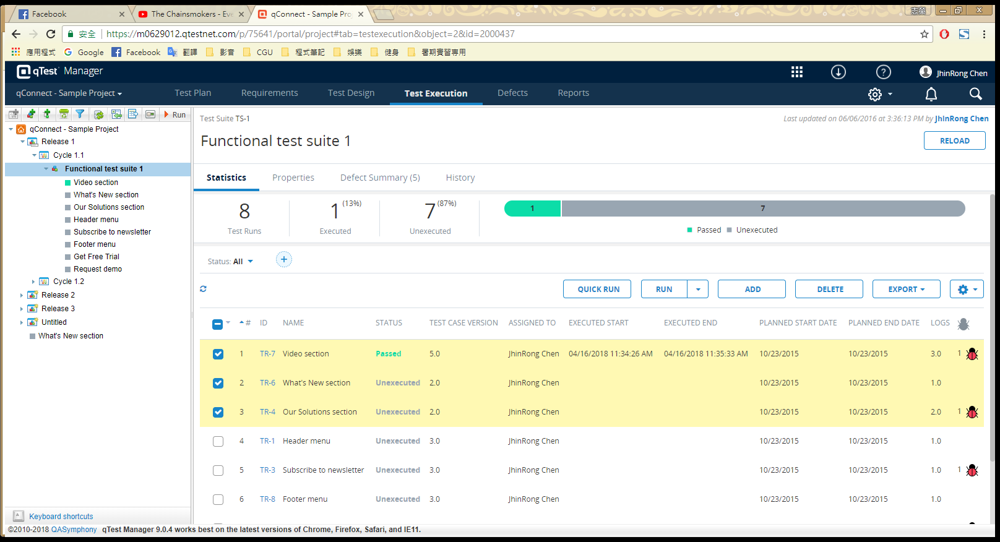 Facebook
The Chainsmokers - Eve
qConnect - Sample Pro
志榮
安全 https://m0629012.qtestnet.com/p/75641/portal/project#tab=testexecution&object=2&id=2000437
應用程式 Google Facebook 翻譯 影音 CGU 程式筆記 娛樂 健身 暑期實習專用
qTest Manager
JhinRong Chen
qConnect - Sample Project Test Plan Requirements Test Design Test Execution Defects Reports
Run
qConnect - Sample Project
Release 1
Cycle 1.1
Functional test suite 1
Video section
What's New section
Our Solutions section
Header menu
Subscribe to newsletter
Footer menu
Get Free Trial
Request demo
Cycle 1.2
Release 2
Release 3
Untitled
What's New section
Keyboard shortcuts
Test Suite TS-1
Last updated on 06/06/2016 at 3:36:13 PM by JhinRong Chen
Functional test suite 1
RELOAD
Statistics Properties Defect Summary (5) History
8
Test Runs
1 (13%)
Executed
7 (87%)
Unexecuted
1 7
Passed Unexecuted
Status: All +
QUICK RUN RUN ADD DELETE EXPORT
# ID NAME STATUS TEST CASE VERSION ASSIGNED TO EXECUTED START EXECUTED END PLANNED START DATE PLANNED END DATE LOGS
1 TR-7 Video section Passed 5.0 JhinRong Chen 04/16/2018 11:34:26 AM 04/16/2018 11:35:33 AM 10/23/2015 10/23/2015 3.0 1
2 TR-6 What's New section Unexecuted 2.0 JhinRong Chen 10/23/2015 10/23/2015 1.0
3 TR-4 Our Solutions section Unexecuted 2.0 JhinRong Chen 10/23/2015 10/23/2015 2.0 1
4 TR-1 Header menu Unexecuted 3.0 JhinRong Chen 10/23/2015 10/23/2015 1.0
5 TR-3 Subscribe to newsletter Unexecuted 3.0 JhinRong Chen 10/23/2015 10/23/2015 1.0 1
6 TR-8 Footer menu Unexecuted 3.0 JhinRong Chen 10/23/2015 10/23/2015 1.0
©2010-2018 QASymphony qTest Manager 9.0.4 works best on the latest versions of Chrome, Firefox, Safari, and IE11.